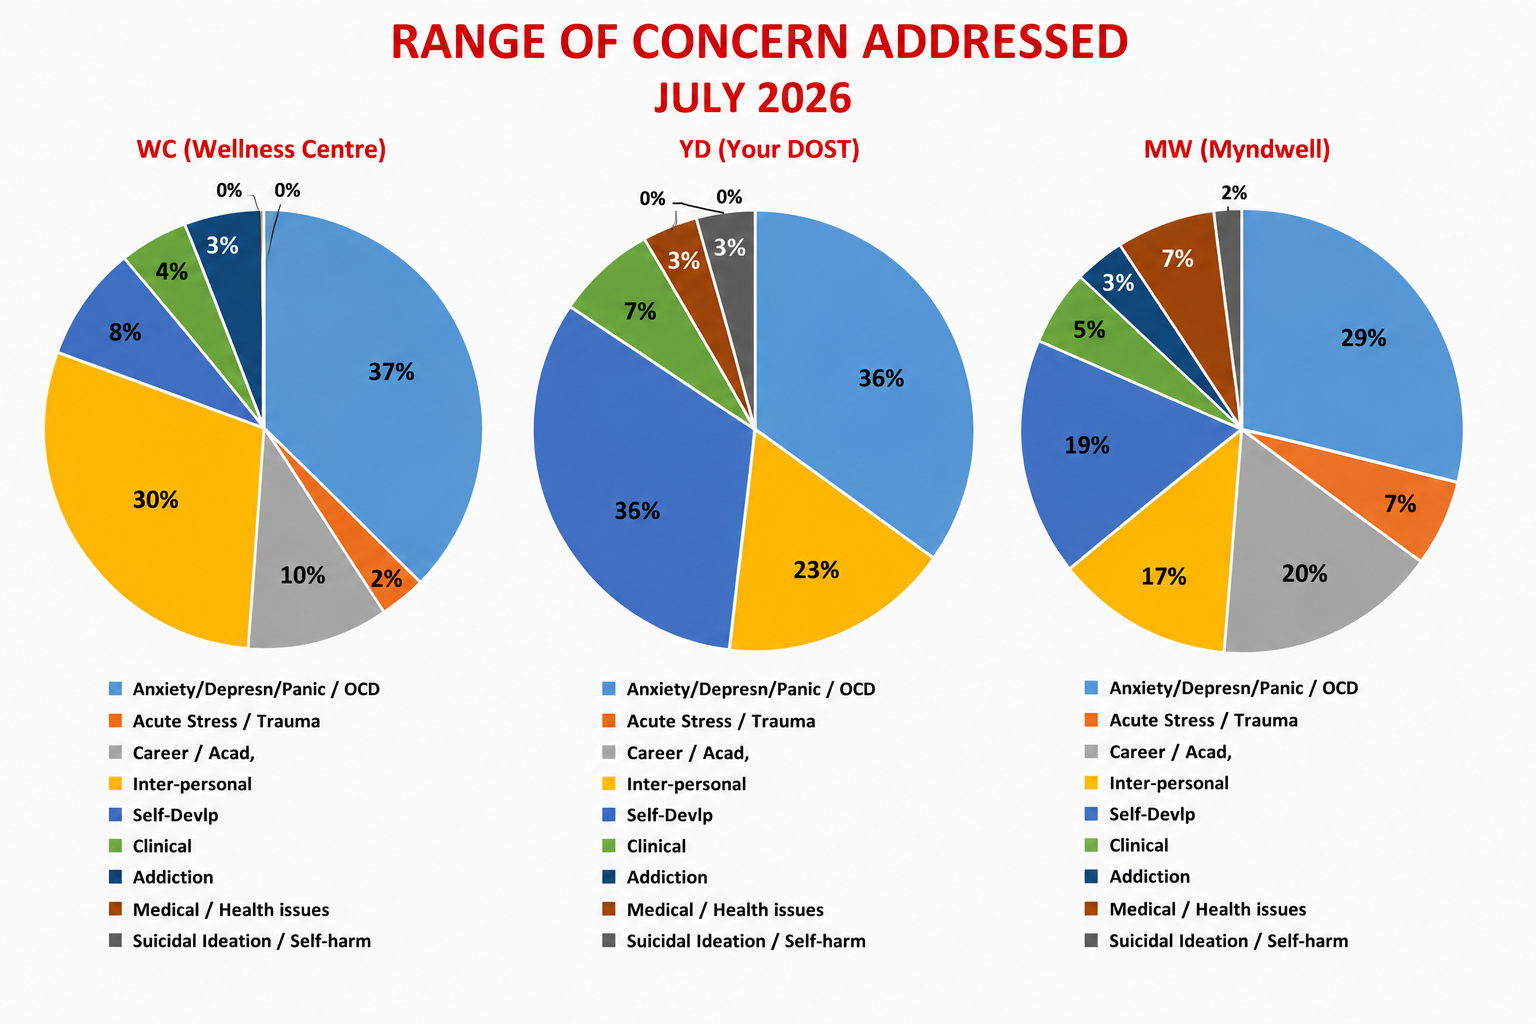 RANGE OF CONCERN ADDRESSED
JULY 2026
WC (Wellness Centre)
0%
0%
3%
4%
8%
37%
30%
10%
2%
Anxiety/Depresn/Panic / OCD
Acute Stress / Trauma
Career / Acad,
Inter-personal
Self-Devlp
Clinical
Addiction
Medical / Health issues
Suicidal Ideation / Self-harm
YD (Your DOST)
0%
0%
3%
3%
7%
36%
36%
23%
Anxiety/Depresn/Panic / OCD
Acute Stress / Trauma
Career / Acad,
Inter-personal
Self-Devlp
Clinical
Addiction
Medical / Health issues
Suicidal Ideation / Self-harm
MW (Myndwell)
2%
7%
3%
5%
29%
19%
7%
17%
20%
Anxiety/Depresn/Panic / OCD
Acute Stress / Trauma
Career / Acad,
Inter-personal
Self-Devlp
Clinical
Addiction
Medical / Health issues
Suicidal Ideation / Self-harm